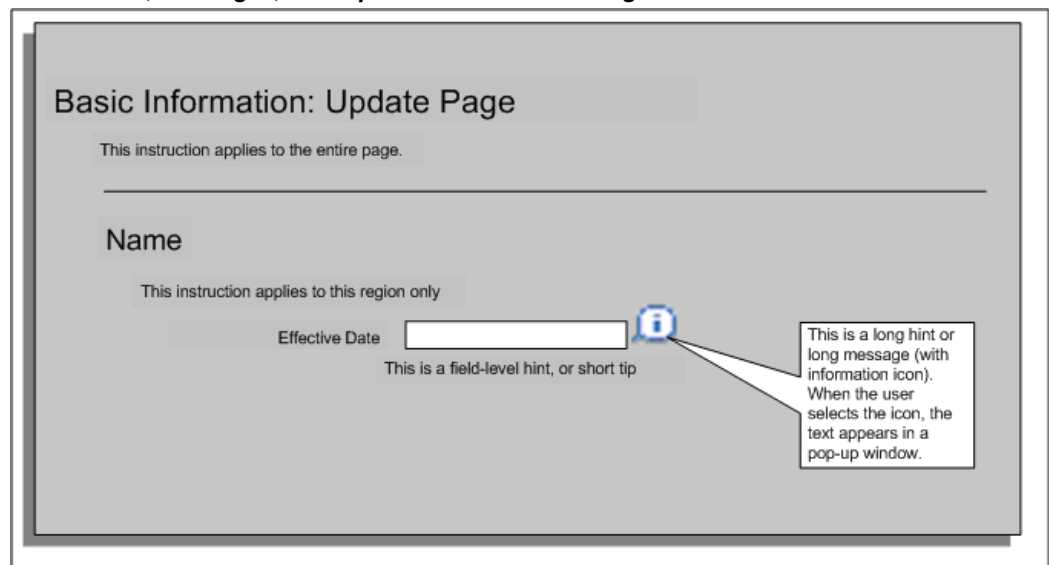 Basic Information: Update Page
This instruction applies to the entire page.
Name
This instruction applies to this region only
Effective Date
This is a field-level hint, or short tip
This is a long hint or
long message (with
information icon).
When the user
selects the icon, the
text appears in a
pop-up window.